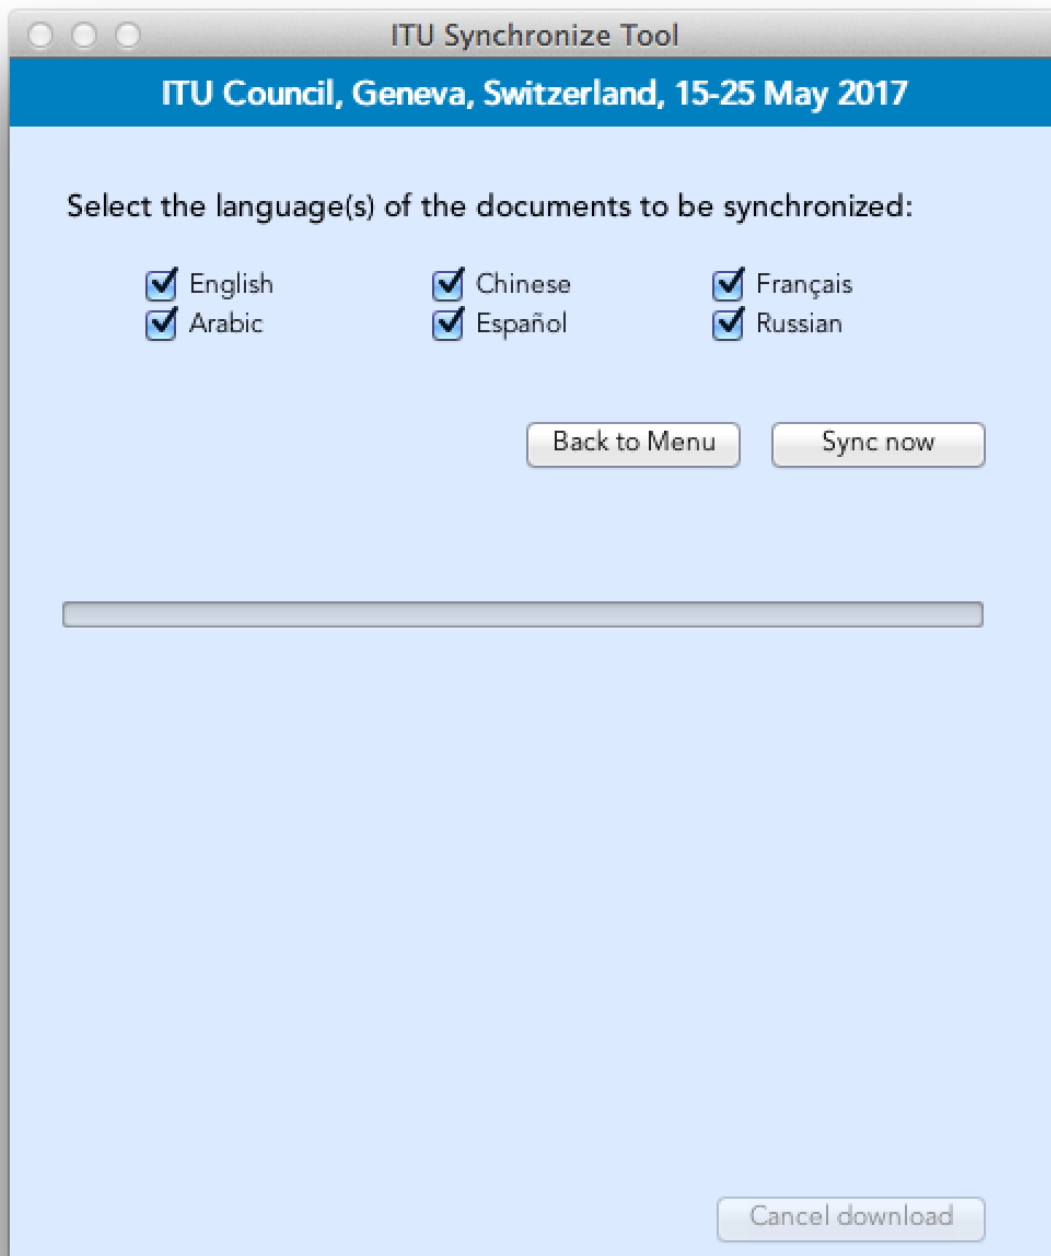 ITU Synchronize Tool
ITU Council, Geneva, Switzerland, 15-25 May 2017
Select the language(s) of the documents to be synchronized:
English Chinese Français
Arabic Español Russian
Back to Menu Sync now
Cancel download